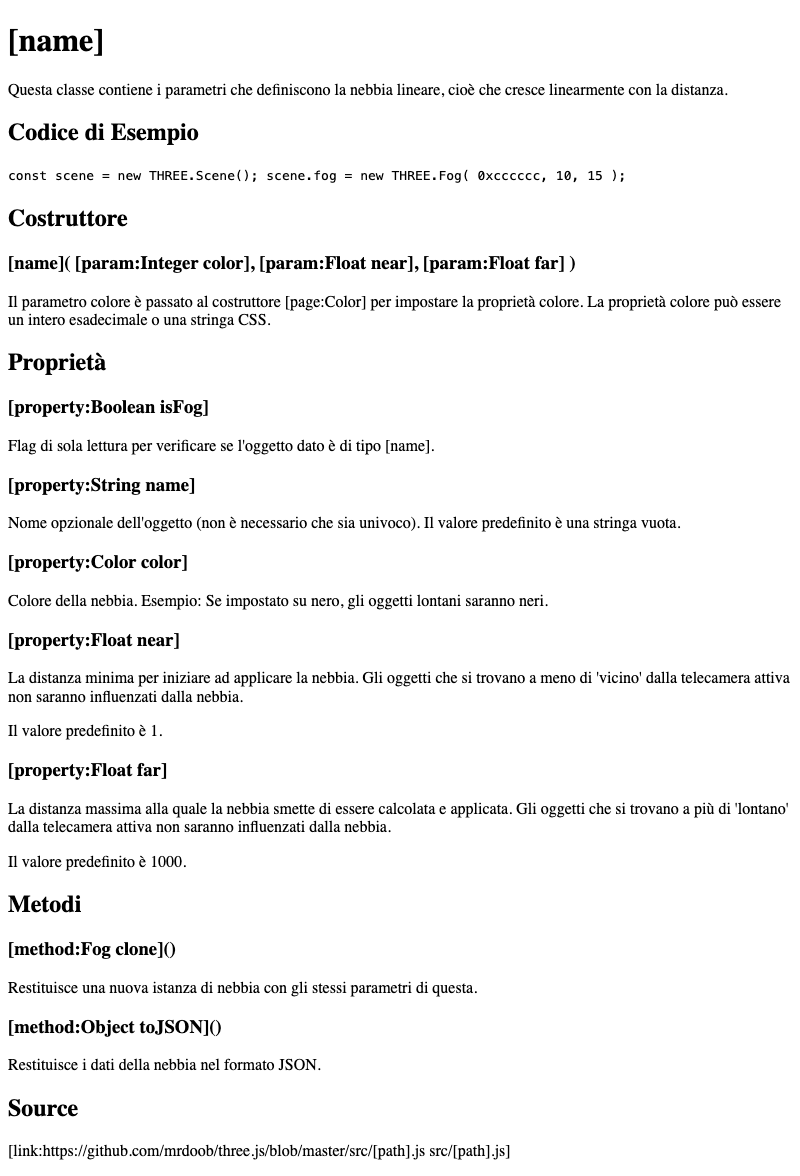 [name]
Questa classe contiene i parametri che definiscono la nebbia lineare, cioè che cresce linearmente con la distanza.
Codice di Esempio
const scene = new THREE.Scene(); scene.fog = new THREE.Fog( 0xcccccc, 10, 15 );
Costruttore
[name]( [param:Integer color], [param:Float near], [param:Float far] )
Il parametro colore è passato al costruttore [page:Color] per impostare la proprietà colore. La proprietà colore può essere
un intero esadecimale o una stringa CSS.
Proprietà
[property:Boolean isFog]
Flag di sola lettura per verificare se l'oggetto dato è di tipo [name].
[property:String name]
Nome opzionale dell'oggetto (non è necessario che sia univoco). Il valore predefinito è una stringa vuota.
[property:Color color]
Colore della nebbia. Esempio: Se impostato su nero, gli oggetti lontani saranno neri.
[property:Float near]
La distanza minima per iniziare ad applicare la nebbia. Gli oggetti che si trovano a meno di 'vicino' dalla telecamera attiva
non saranno influenzati dalla nebbia.
Il valore predefinito è 1.
[property:Float far]
La distanza massima alla quale la nebbia smette di essere calcolata e applicata. Gli oggetti che si trovano a più di 'lontano'
dalla telecamera attiva non saranno influenzati dalla nebbia.
Il valore predefinito è 1000.
Metodi
[method:Fog clone]()
Restituisce una nuova istanza di nebbia con gli stessi parametri di questa.
[method:Object toJSON]()
Restituisce i dati della nebbia nel formato JSON.
Source
[link:https://github.com/mrdoob/three.js/blob/master/src/[path].js src/[path].js]